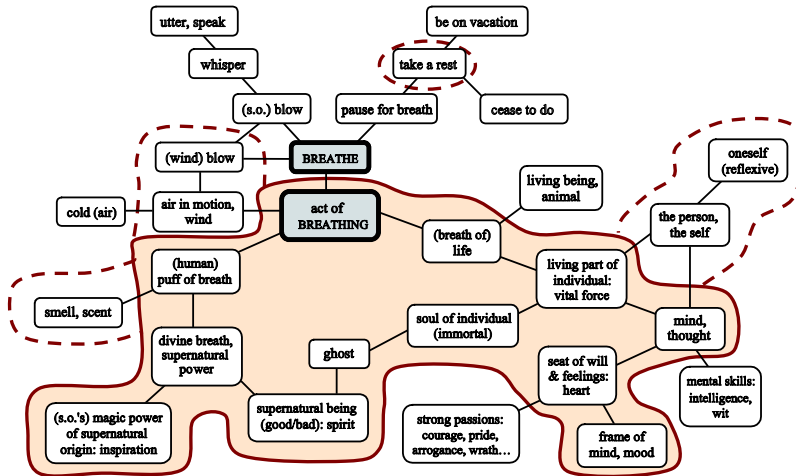 utter, speak
be on vacation
whisper
take a rest
(s.o.) blow
pause for breath
cease to do
(wind) blow
BREATHE
oneself
(reflexive)
living being,
animal
cold (air)
air in motion,
wind
act of
BREATHING
the person,
the self
(breath of)
life
(human)
puff of breath
living part of
individual:
vital force
smell, scent
soul of individual
(immortal)
mind,
thought
divine breath,
supernatural
power
ghost
seat of will
& feelings:
heart
mental skills:
intelligence,
wit
(s.o.'s) magic power
of supernatural
origin: inspiration
supernatural being
(good/bad): spirit
strong passions:
courage, pride,
arrogance, wrath...
frame of
mind, mood